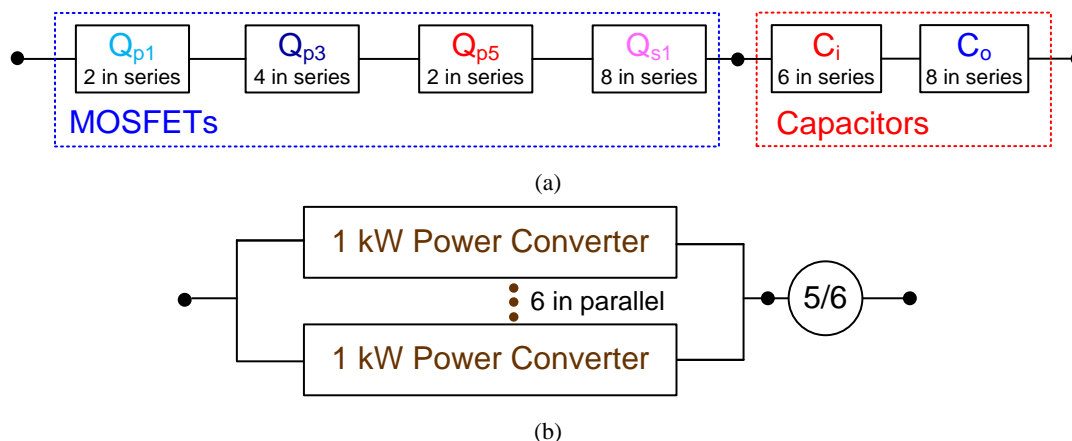 Qp1 Qp3 Qp5 Qs1 Ci Co
2 in series 4 in series 2 in series 8 in series 6 in series 8 in series
MOSFETs Capacitors
(a)
1 kW Power Converter
6 in parallel 5/6
1 kW Power Converter
(b)